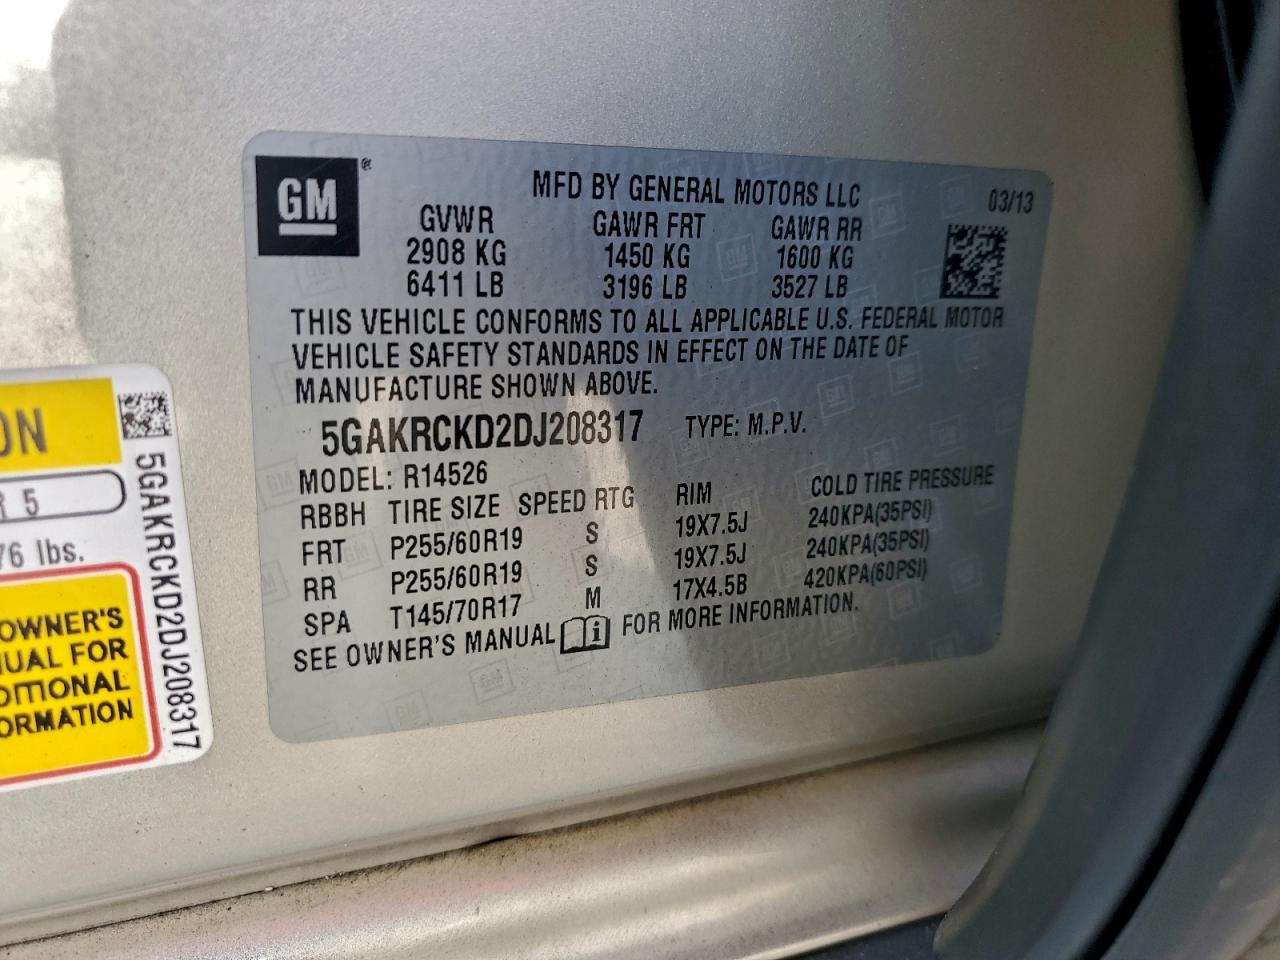 GM ®
MFD BY GENERAL MOTORS LLC
03/13
GVWR GAWR FRT GAWR RR
2908 KG 1450 KG 1600 KG
6411 LB 3196 LB 3527 LB
THIS VEHICLE CONFORMS TO ALL APPLICABLE U.S. FEDERAL MOTOR
VEHICLE SAFETY STANDARDS IN EFFECT ON THE DATE OF
MANUFACTURE SHOWN ABOVE.
5GAKRCKD2DJ208317 TYPE: M.P.V.
MODEL: R14526
RBBH TIRE SIZE SPEED RTG RIM COLD TIRE PRESSURE
FRT P255/60R19 S 19X7.5J 240KPA(35PSI)
RR P255/60R19 S 19X7.5J 240KPA(35PSI)
SPA T145/70R17 M 17X4.5B 420KPA(60PSI)
SEE OWNER'S MANUAL i FOR MORE INFORMATION.
ON
R 5
76 lbs.
OWNER'S
NUAL FOR
DITIONAL
ORMATION
5GAKRCKD2DJ208317